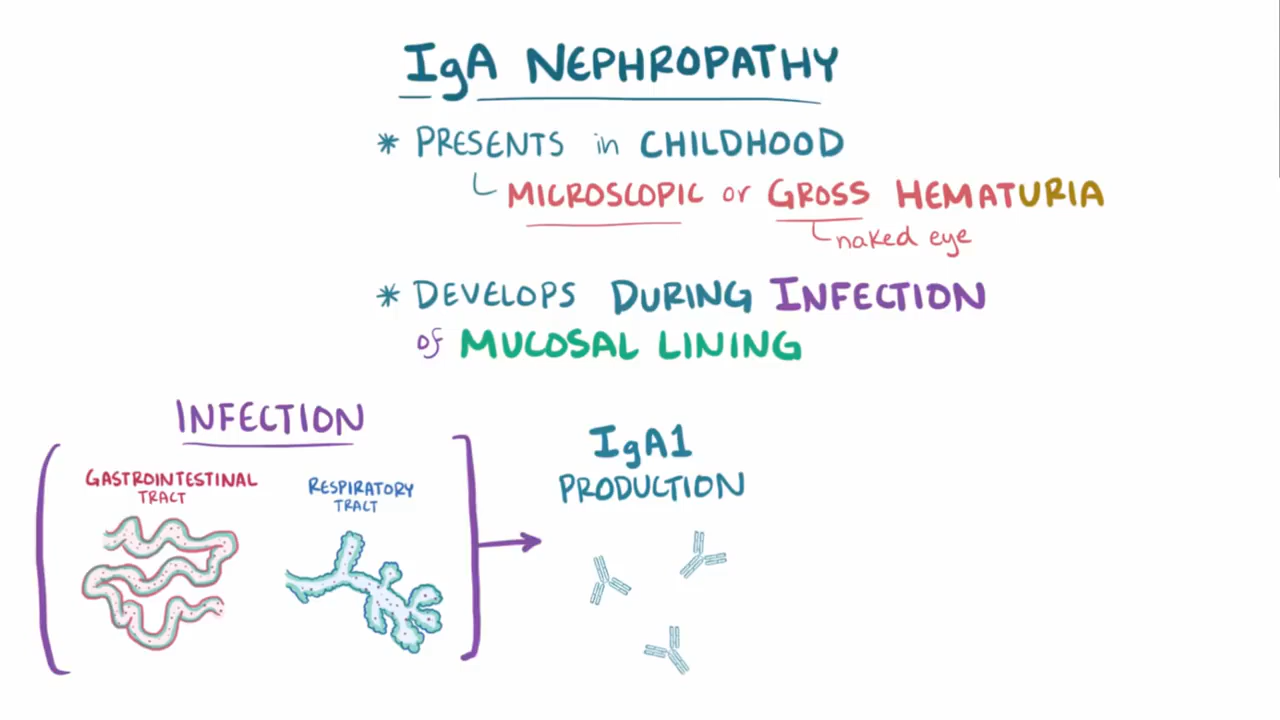 IgA NEPHROPATHY
* PRESENTS in CHILDHOOD
MICROSCOPIC or GROSS HEMATURIA
naked eye
* DEVELOPS DURING INFECTION
of MUCOSAL LINING
INFECTION
GASTROINTESTINAL
TRACT
RESPIRATORY
TRACT
IgA1
PRODUCTION